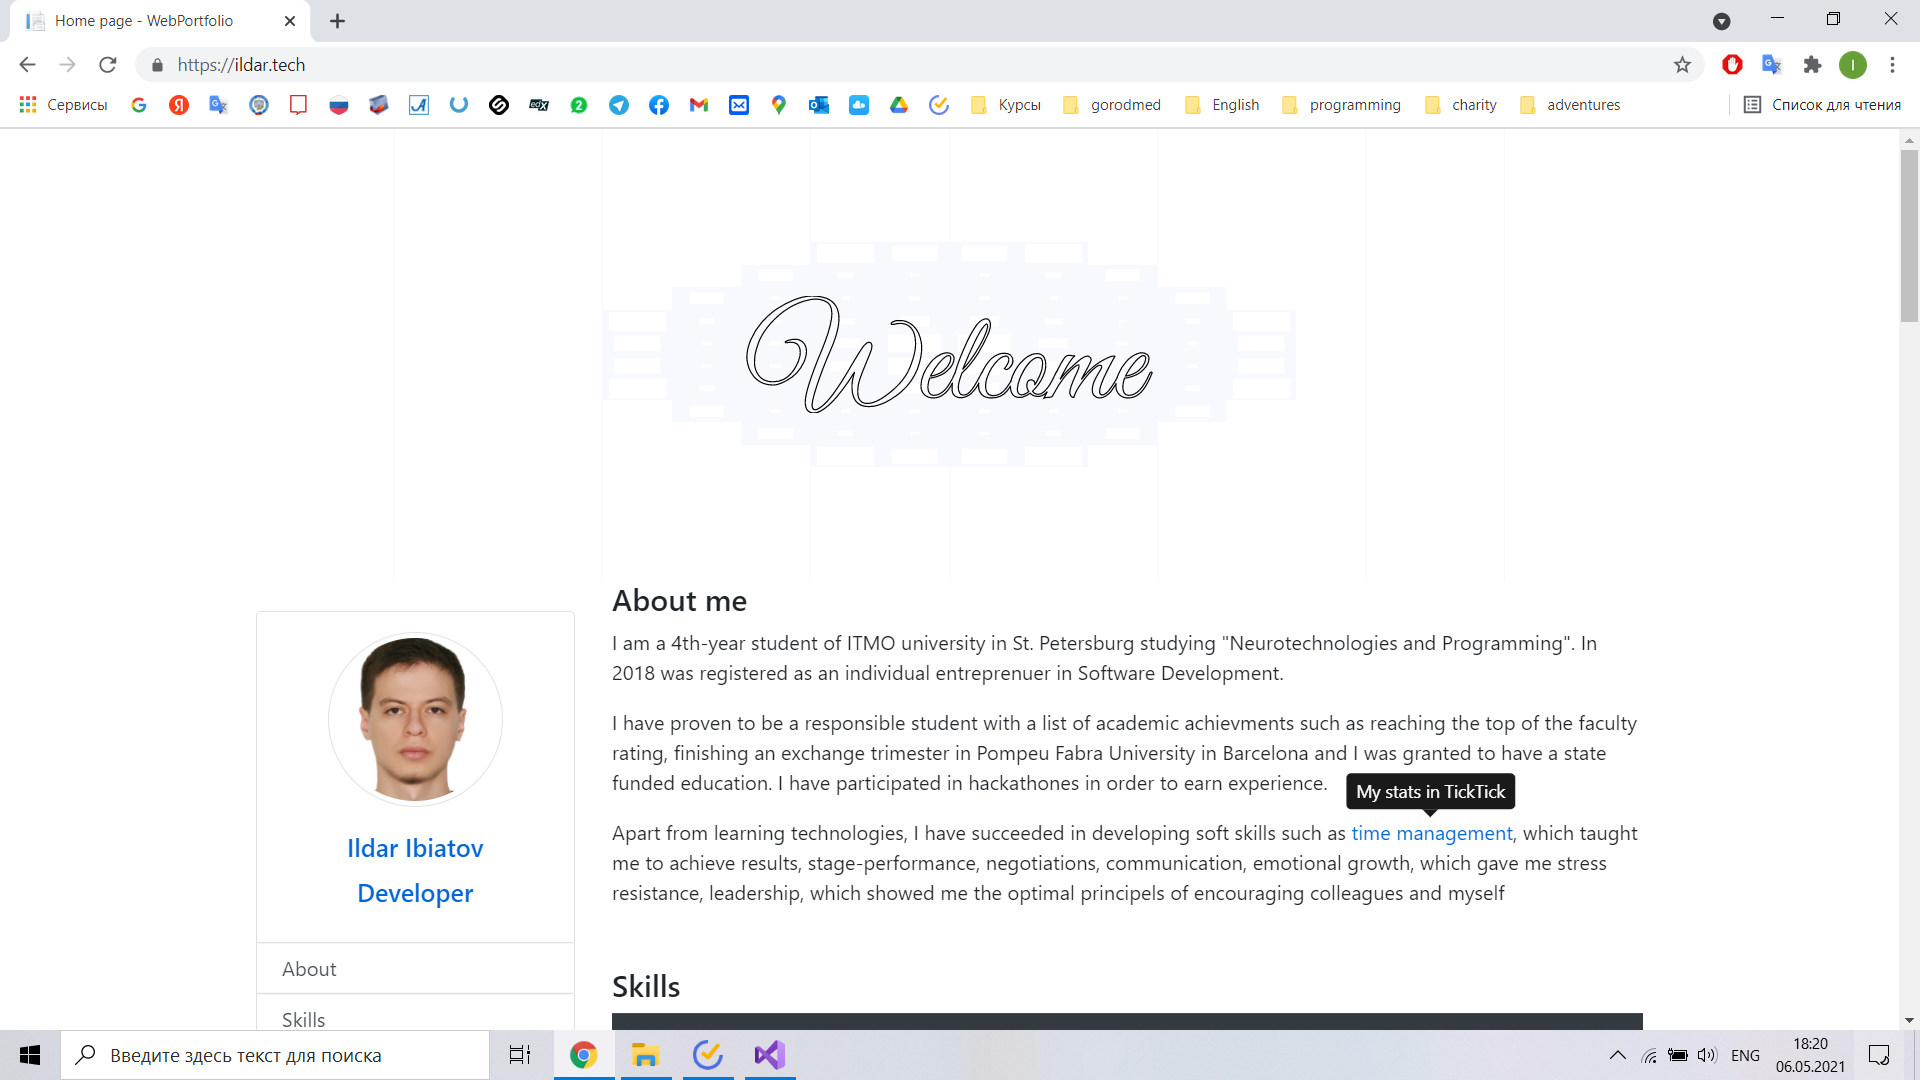 Home page - WebPortfolio
https://ildar.tech
I
Сервисы
Курсы
gorodmed
English
programming
charity
adventures
Список для чтения
Welcome
About me
I am a 4th-year student of ITMO university in St. Petersburg studying "Neurotechnologies and Programming". In
2018 was registered as an individual entreprenuer in Software Development.
I have proven to be a responsible student with a list of academic achievments such as reaching the top of the faculty
rating, finishing an exchange trimester in Pompeu Fabra University in Barcelona and I was granted to have a state
funded education. I have participated in hackathones in order to earn experience.
My stats in TickTick
Apart from learning technologies, I have succeeded in developing soft skills such as time management, which taught
me to achieve results, stage-performance, negotiations, communication, emotional growth, which gave me stress
resistance, leadership, which showed me the optimal principels of encouraging colleagues and myself
Ildar Ibiatov
Developer
About
Skills
Skills
Введите здесь текст для поиска
ENG
18:20
06.05.2021